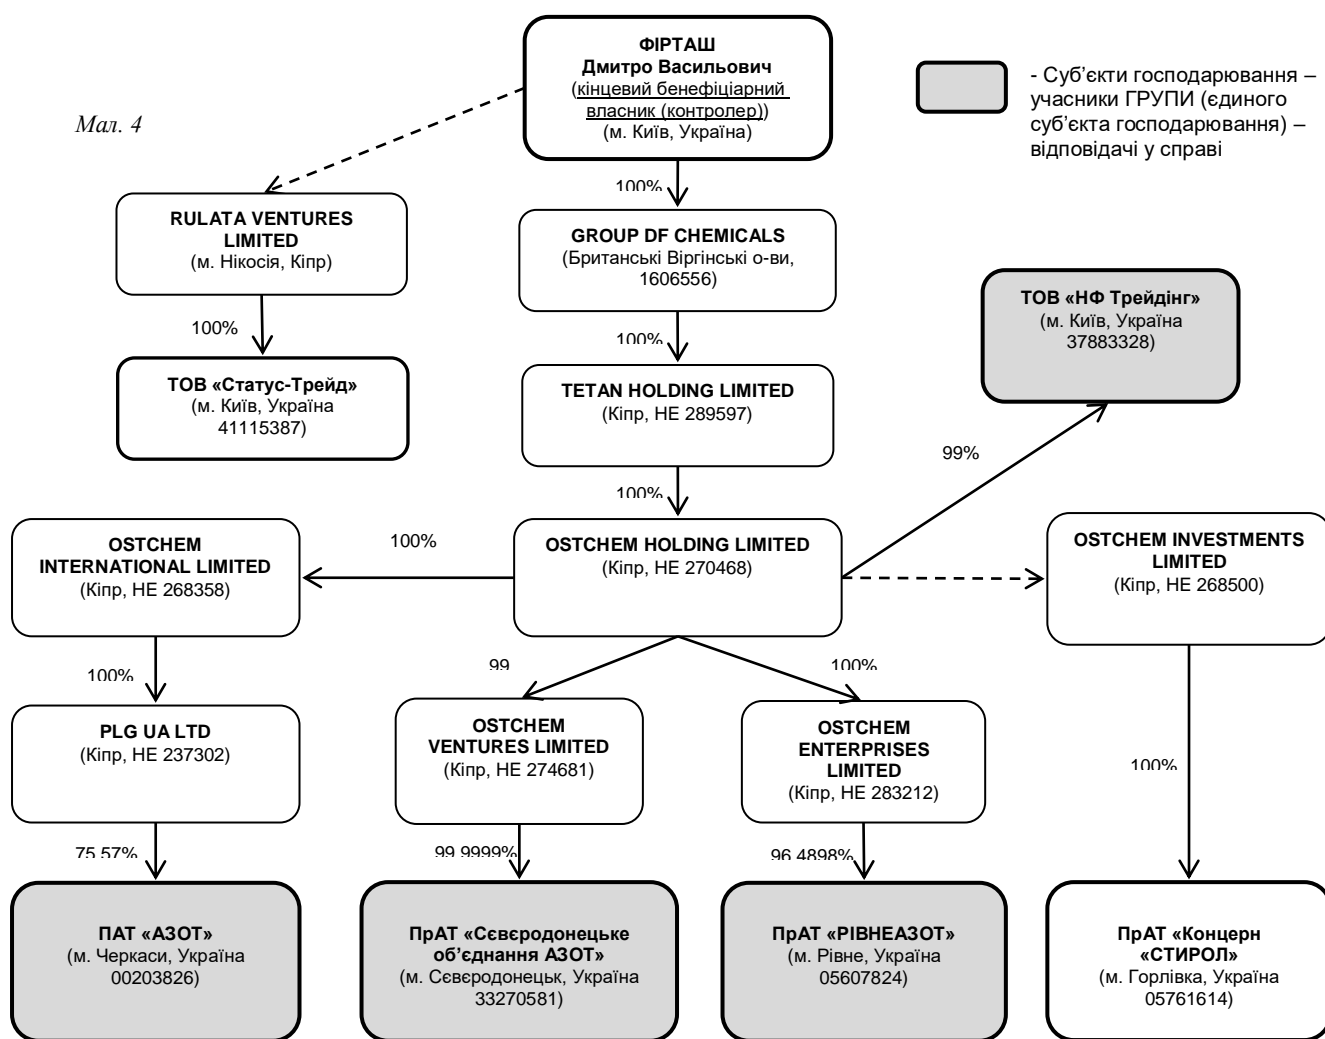 ФІРТАШ
Дмитро Васильович
(кінцевий бенефіціарний
власник (контролер))
(м. Київ, Україна)
- Суб’єкти господарювання –
учасники ГРУПИ (єдиного
суб’єкта господарювання) –
відповідачі у справі
Мал. 4
100%
RULATA VENTURES
LIMITED
(м. Нікосія, Кіпр)
GROUP DF CHEMICALS
(Британські Віргінські о-ви,
1606556)
ТОВ «НФ Трейдінг»
(м. Київ, Україна
37883328)
100%
100%
ТОВ «Статус-Трейд»
(м. Київ, Україна
41115387)
TETAN HOLDING LIMITED
(Кіпр, НЕ 289597)
99%
100%
OSTCHEM
INTERNATIONAL LIMITED
(Кіпр, НЕ 268358)
100%
OSTCHEM HOLDING LIMITED
(Кіпр, НЕ 270468)
OSTCHEM INVESTMENTS
LIMITED
(Кіпр, НЕ 268500)
100%
99
100%
PLG UA LTD
(Кіпр, НЕ 237302)
OSTCHEM
VENTURES LIMITED
(Кіпр, НЕ 274681)
OSTCHEM
ENTERPRISES
LIMITED
(Кіпр, НЕ 283212)
100%
75.57%
99.9999%
96.4898%
ПАТ «АЗОТ»
(м. Черкаси, Україна
00203826)
ПрАТ «Сєвєродонецьке
об’єднання АЗОТ»
(м. Сєвєродонецьк, Україна
33270581)
ПрАТ «РІВНЕАЗОТ»
(м. Рівне, Україна
05607824)
ПрАТ «Концерн
«СТИРОЛ»
(м. Горлівка, Україна
05761614)